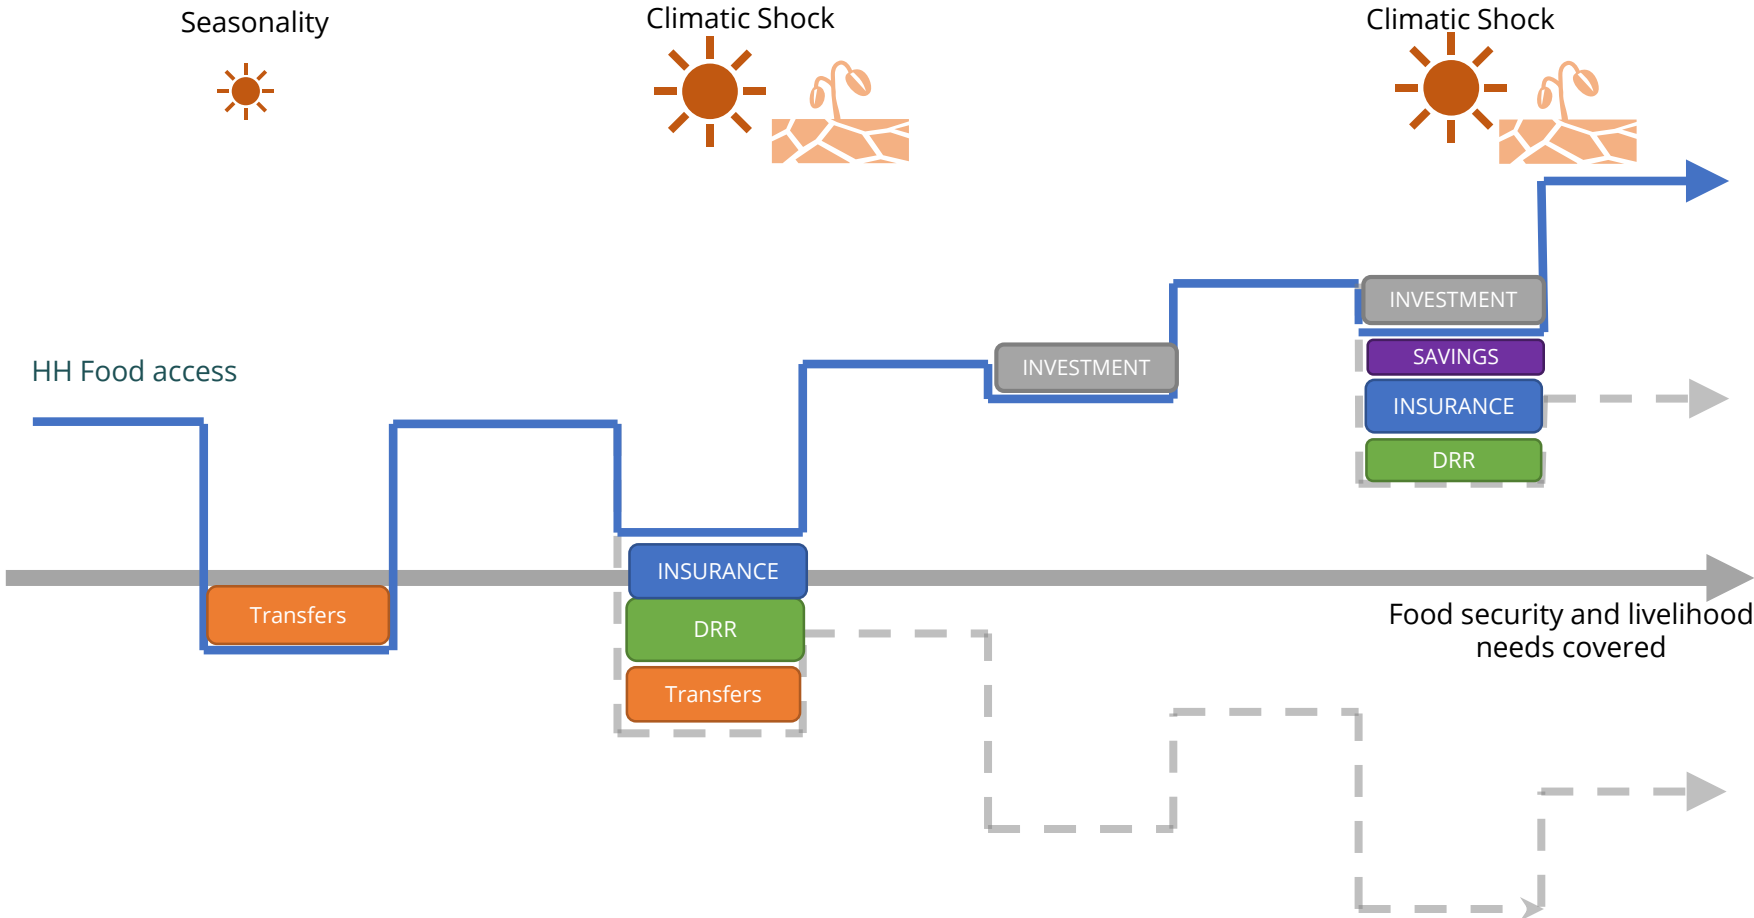 Seasonality
Climatic Shock
Climatic Shock
HH Food access
INVESTMENT
INVESTMENT
SAVINGS
INSURANCE
DRR
INSURANCE
DRR
Transfers
Transfers
Food security and livelihood
needs covered